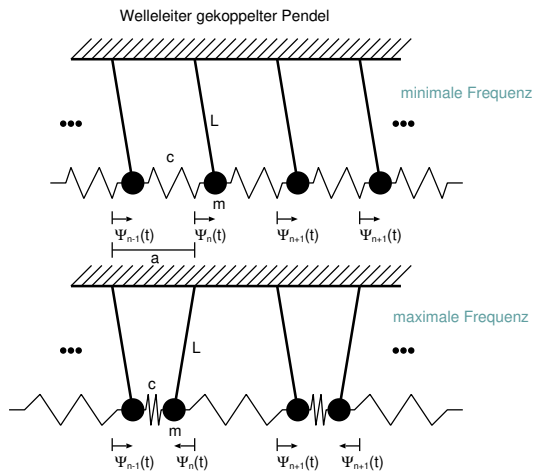 Welleleiter gekoppelter Pendel
minimale Frequenz
L
c
m
Ψn-1(t) Ψn(t) Ψn+1(t) Ψn+1(t)
a
maximale Frequenz
L
c
m
Ψn-1(t) Ψn(t) Ψn+1(t) Ψn+1(t)